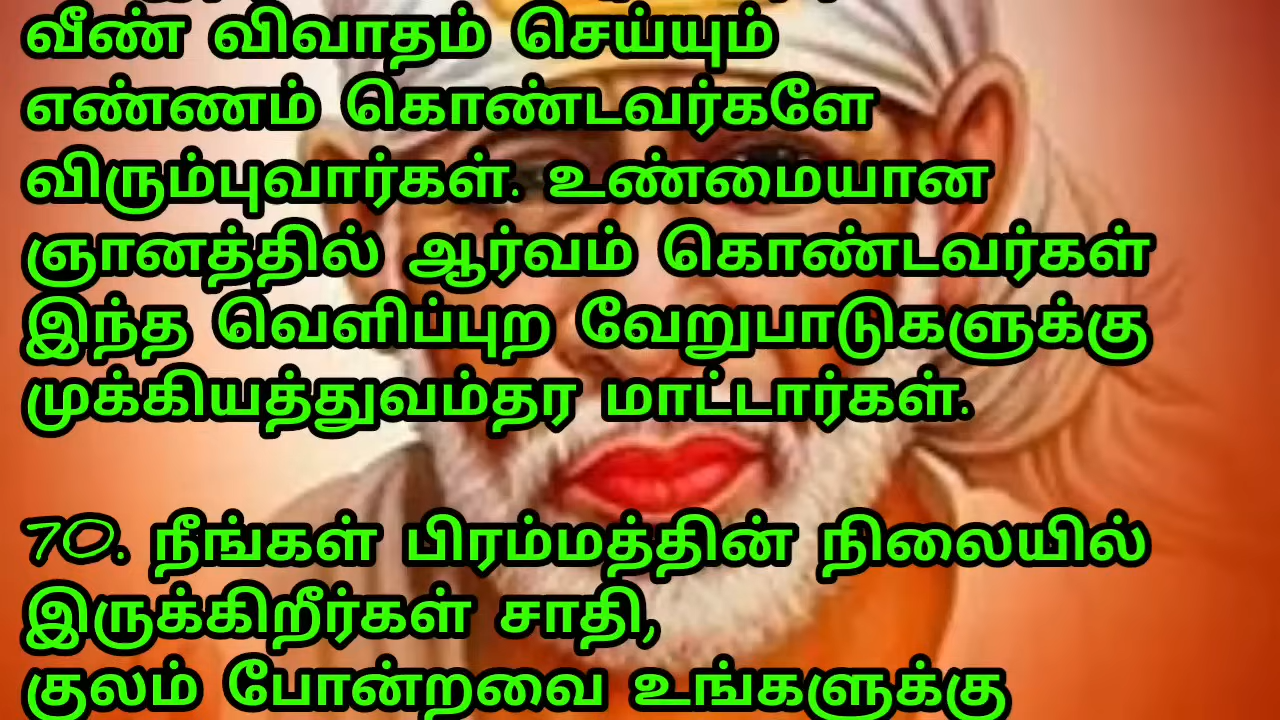 வீண் விவாதம் செய்யும்
எண்ணம் கொண்டவர்களே
விரும்புவார்கள். உண்மையான
ஞானத்தில் ஆர்வம் கொண்டவர்கள்
இந்த வெளிப்புற வேறுபாடுகளுக்கு
முக்கியத்துவம்தர மாட்டார்கள்.
70. நீங்கள் பிரம்மத்தின் நிலையில்
இருக்கிறீர்கள் சாதி,
குலம் போன்றவை உங்களுக்கு